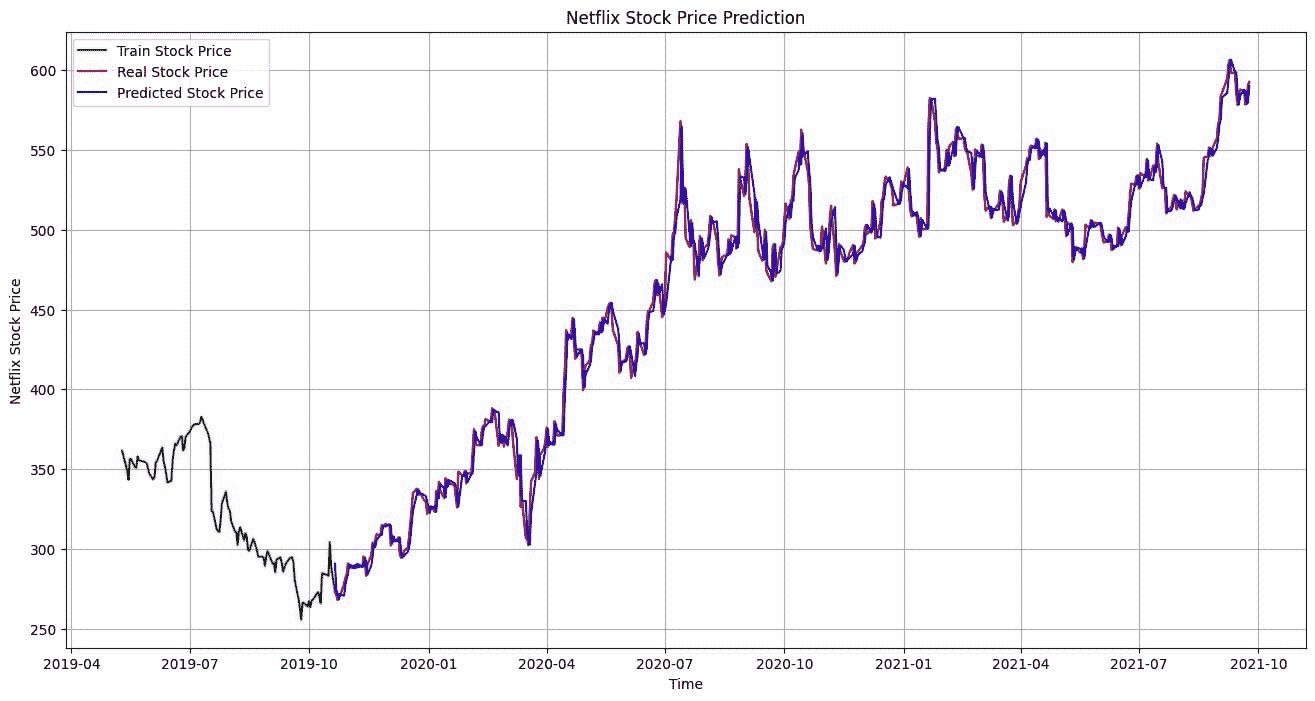 Netflix Stock Price Prediction
Train Stock Price
Real Stock Price
Predicted Stock Price
600
550
500
450
400
350
300
250
Netflix Stock Price
2019-04 2019-07 2019-10 2020-01 2020-04 2020-07 2020-10 2021-01 2021-04 2021-07 2021-10
Time